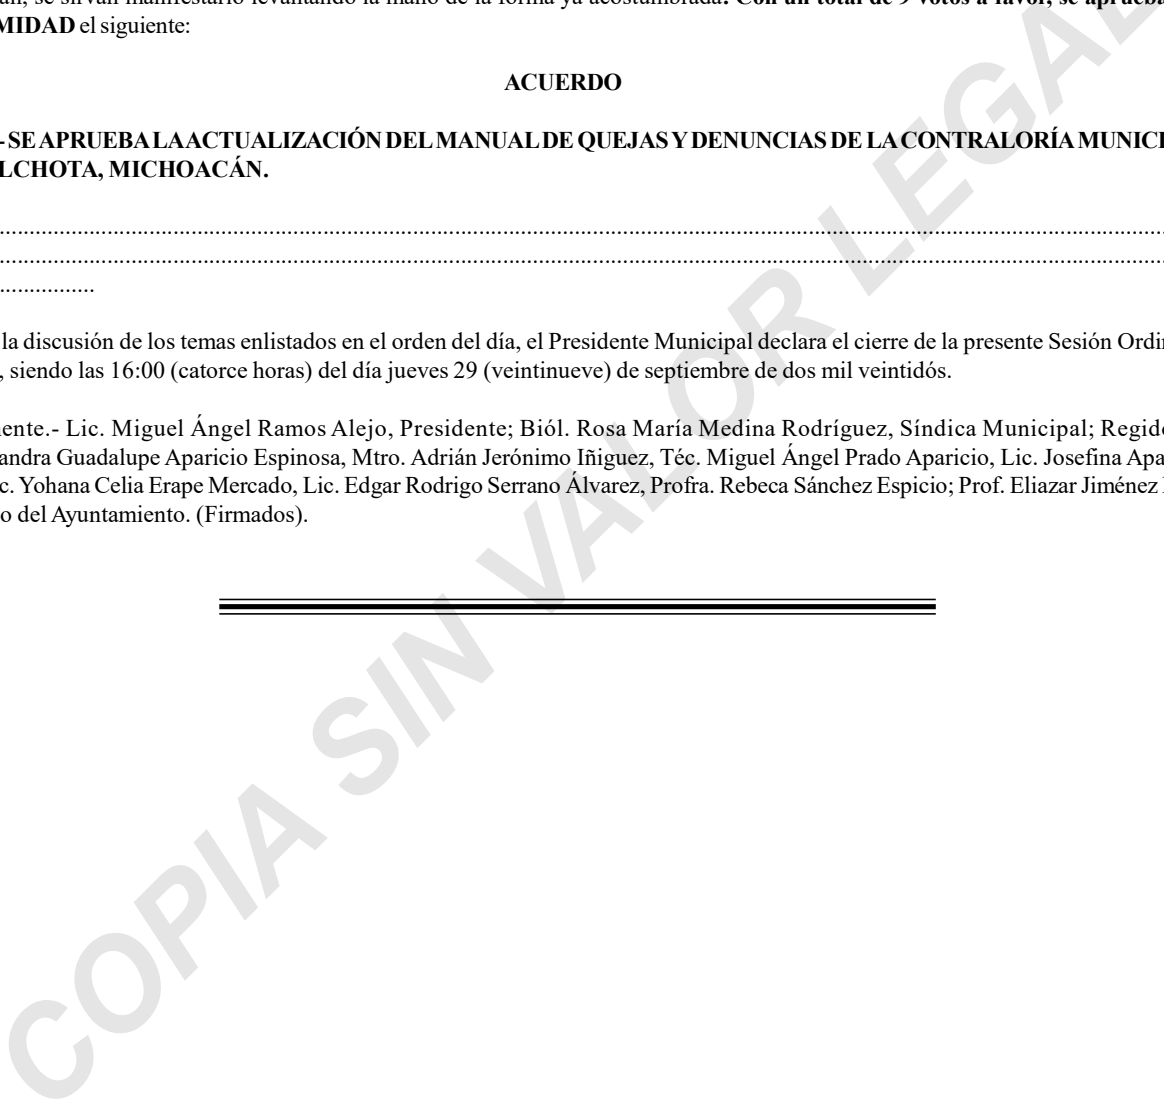 se sirvan manifestarlo levantando la mano de la forma ya acostumbrada. Con un total de 9 votos a favor, se aprueba
MIDAD el siguiente:
ACUERDO
- SE APRUEBA LA ACTUALIZACIÓN DEL MANUAL DE QUEJAS Y DENUNCIAS DE LA CONTRALORÍA MUNICI
LCHOTA, MICHOACÁN.
la discusión de los temas enlistados en el orden del día, el Presidente Municipal declara el cierre de la presente Sesión Ordi
, siendo las 16:00 (catorce horas) del día jueves 29 (veintinueve) de septiembre de dos mil veintidós.
ente.- Lic. Miguel Ángel Ramos Alejo, Presidente; Biól. Rosa María Medina Rodríguez, Síndica Municipal; Regido
andra Guadalupe Aparicio Espinosa, Mtro. Adrián Jerónimo Iñiguez, Téc. Miguel Ángel Prado Aparicio, Lic. Josefina Apa
c. Yohana Celia Erape Mercado, Lic. Edgar Rodrigo Serrano Álvarez, Profra. Rebeca Sánchez Espicio; Prof. Eliazar Jiménez
o del Ayuntamiento. (Firmados).
COPIA SIN VALOR LEGAL